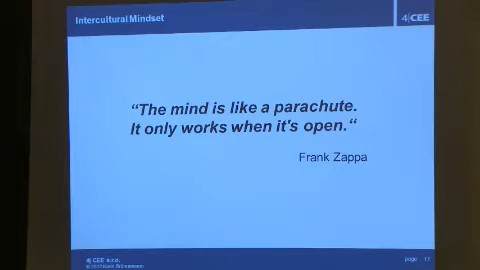 Intercultural Mindset
4|CEE
“The mind is like a parachute.
It only works when it's open.“
Frank Zappa
4| CEE s.r.o.
page 17